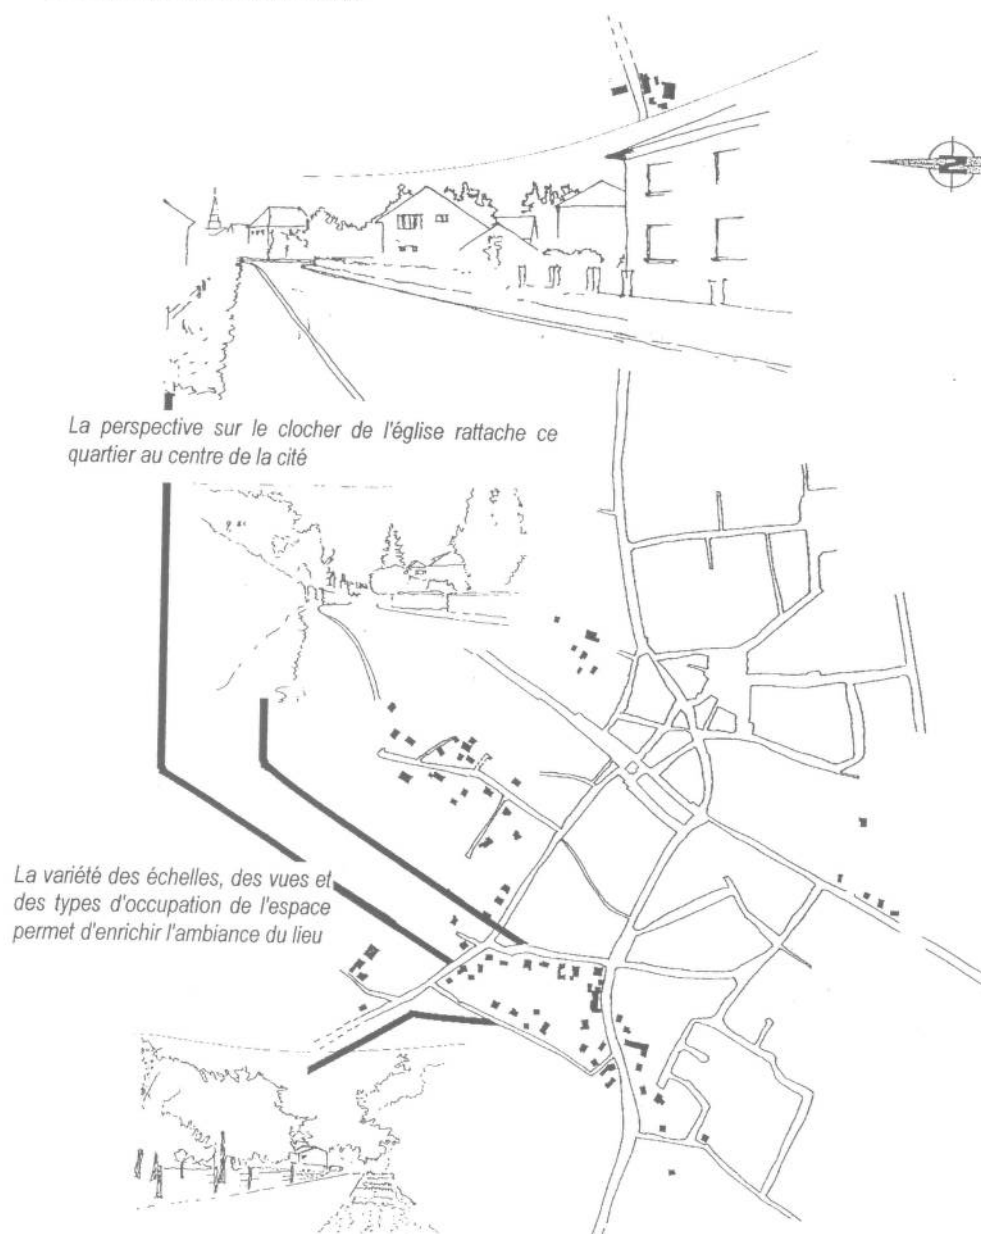 N
La perspective sur le clocher de l'église rattache ce
quartier au centre de la cité
La variété des échelles, des vues et
des types d'occupation de l'espace
permet d'enrichir l'ambiance du lieu